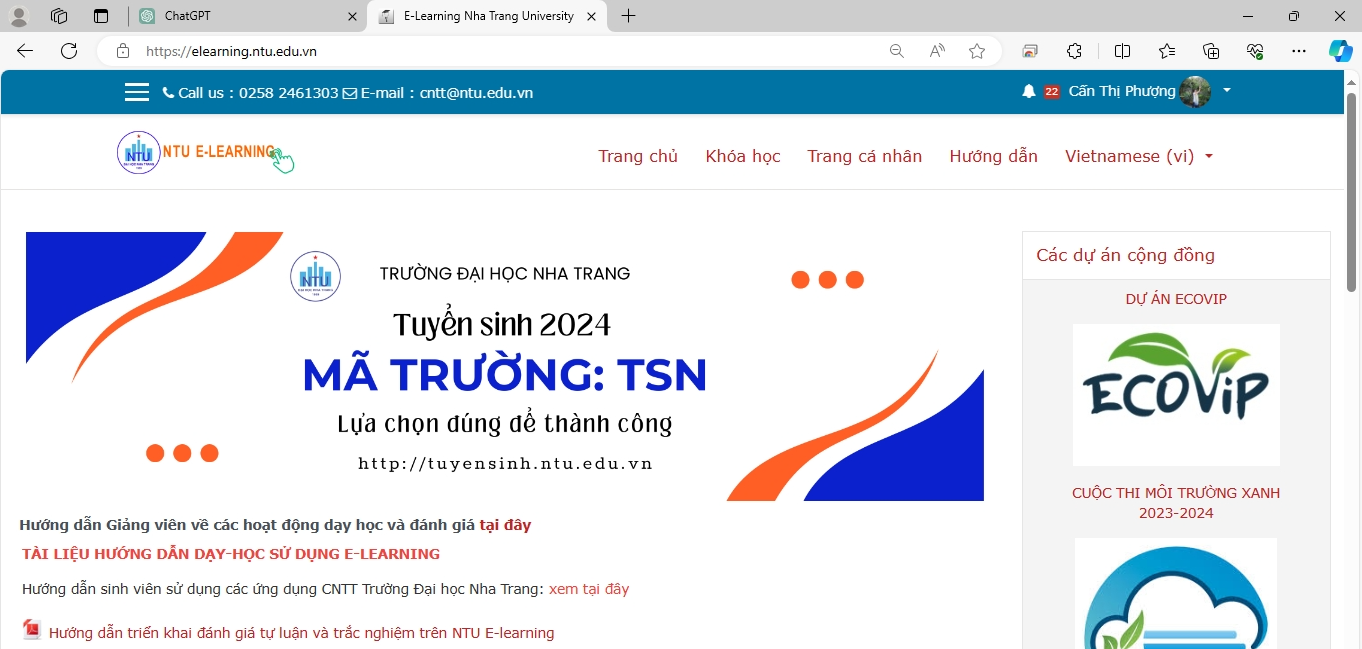 ChatGPT
E-Learning Nha Trang University
https://elearning.ntu.edu.vn
Call us : 0258 2461303 E-mail : cntt@ntu.edu.vn
22 Cấn Thị Phượng
NTU
NTU E-LEARNING
Trang chủ Khóa học Trang cá nhân Hướng dẫn Vietnamese (vi)
NTU
TRƯỜNG ĐẠI HỌC NHA TRANG
Tuyển sinh 2024
MÃ TRƯỜNG: TSN
Lựa chọn đúng để thành công
http://tuyensinh.ntu.edu.vn
Hướng dẫn Giảng viên về các hoạt động dạy học và đánh giá tại đây
TÀI LIỆU HƯỚNG DẪN DẠY-HỌC SỬ DỤNG E-LEARNING
Hướng dẫn sinh viên sử dụng các ứng dụng CNTT Trường Đại học Nha Trang: xem tại đây
Hướng dẫn triển khai đánh giá tự luận và trắc nghiệm trên NTU E-learning
Các dự án cộng đồng
DỰ ÁN ECOVIP
ECOViP
CUỘC THI MÔI TRƯỜNG XANH
2023-2024